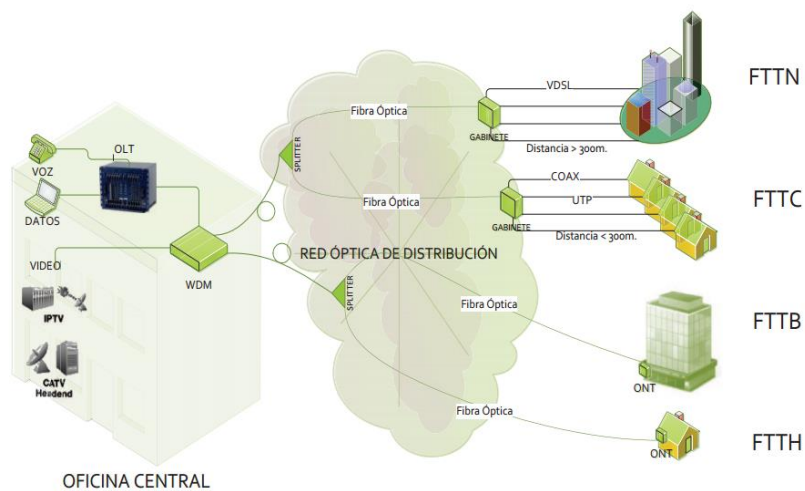 VDSL
FTTN
Fibra Óptica
GABINETE
Distancia > 300m.
OLT
VOZ
SPLITTER
COAX
FTTC
Fibra Óptica
UTP
DATOS
GABINETE
Distancia < 300m.
RED ÓPTICA DE DISTRIBUCIÓN
VIDEO
WDM
SPLITTER
IPTV
Fibra Óptica
FTTB
CATV
Headend
ONT
Fibra Óptica
FTTH
ONT
OFICINA CENTRAL